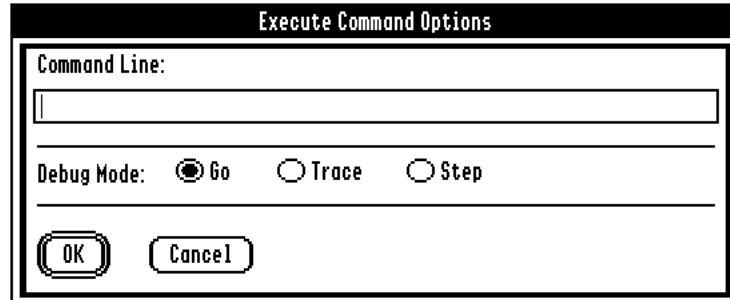 Execute Command Options
Command Line:
Debug Mode: Go Trace Step
OK Cancel